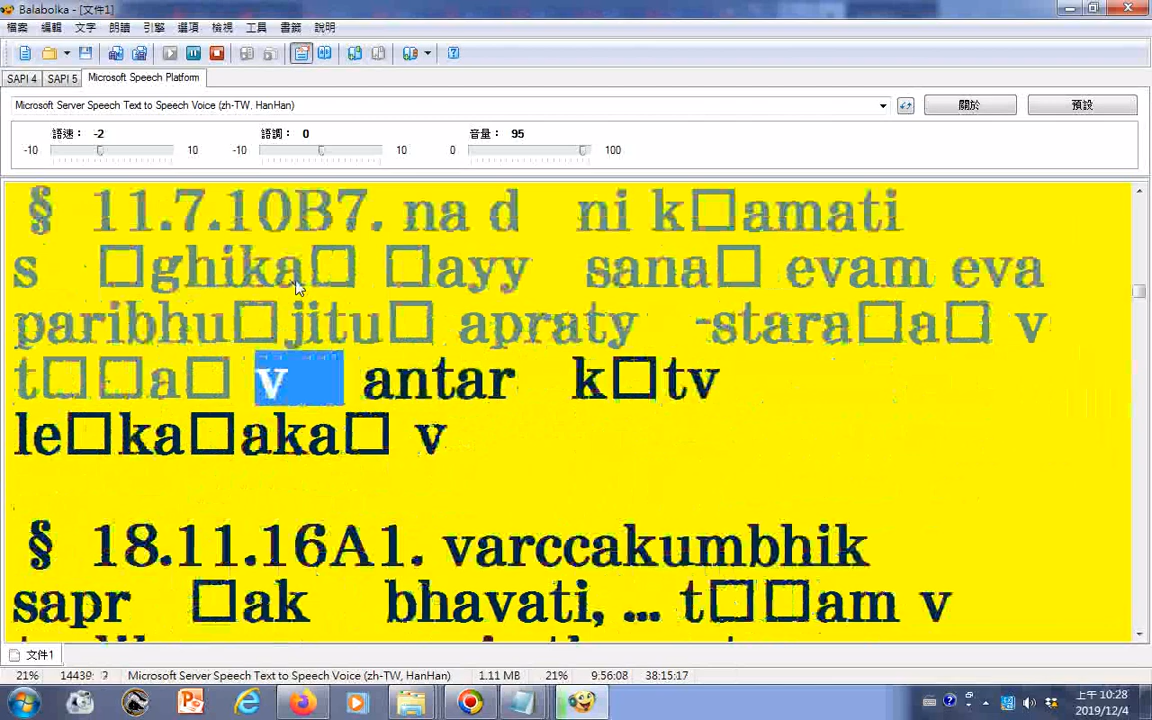 Balabolka - [文件1]
檔案 編輯 文字 朗讀 引擎 選項 檢視 工具 書籤 說明
SAPI 4 SAPI 5 Microsoft Speech Platform
Microsoft Server Speech Text to Speech Voice (zh-TW, HanHan) 關於 預設
語速： -2 語調： 0 音量： 95
-10 10 -10 10 0 100
§ 11.7.10B7. na d ni k□amati
s □ghika□ □ayy sana□ evam eva
paribhu□jitu□ apraty -stara□a□ v
t□□a□ v antar k□tv
le□ka□aka□ v
§ 18.11.16A1. varccakumbhik
sapr □ak bhavati, ... t□□am v
文件1
21% 14439 Microsoft Server Speech Text to Speech Voice (zh-TW, HanHan) 1.11 MB 21% 9:56:08 38:15:17
上午 10:28
2019/12/4